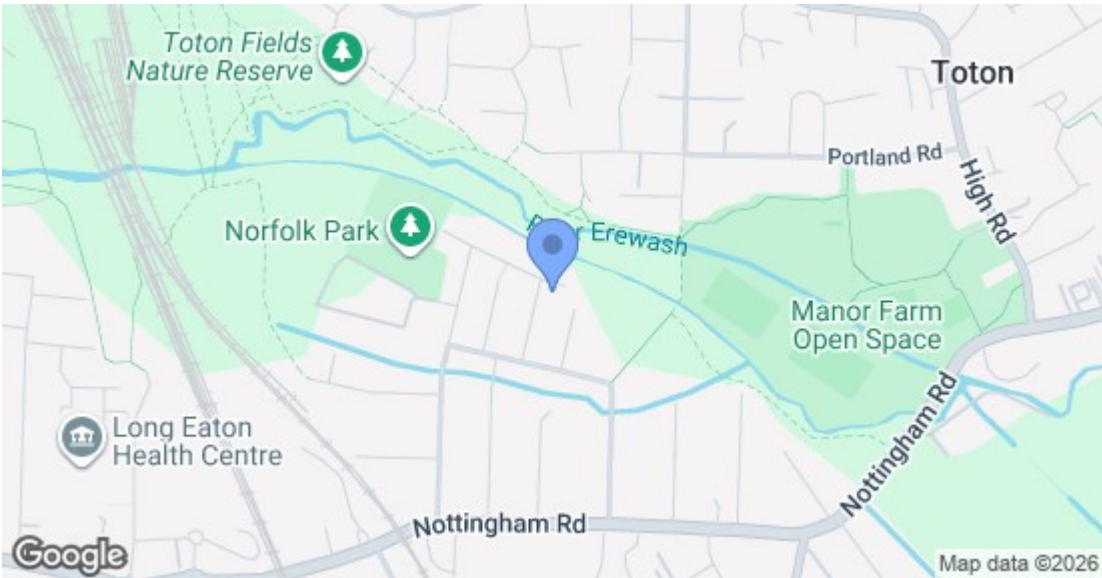 Toton Fields
Nature Reserve
Toton
Portland Rd
High Rd
Norfolk Park
Erewash
Manor Farm
Open Space
Long Eaton
Health Centre
Nottingham Rd
Nottingham Rd
Google
Map data ©2026